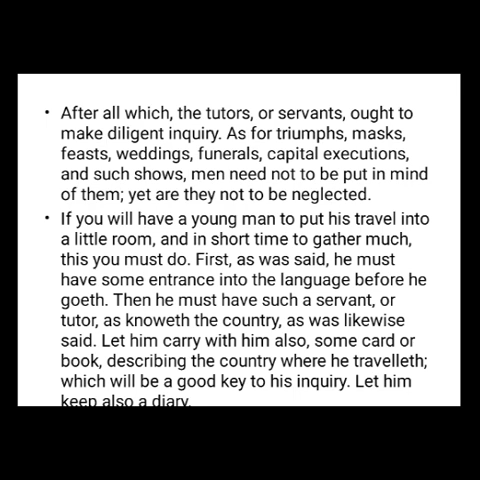 • After all which, the tutors, or servants, ought to
make diligent inquiry. As for triumphs, masks,
feasts, weddings, funerals, capital executions,
and such shows, men need not to be put in mind
of them; yet are they not to be neglected.
• If you will have a young man to put his travel into
a little room, and in short time to gather much,
this you must do. First, as was said, he must
have some entrance into the language before he
goeth. Then he must have such a servant, or
tutor, as knoweth the country, as was likewise
said. Let him carry with him also, some card or
book, describing the country where he travelleth;
which will be a good key to his inquiry. Let him
keep also a diary.